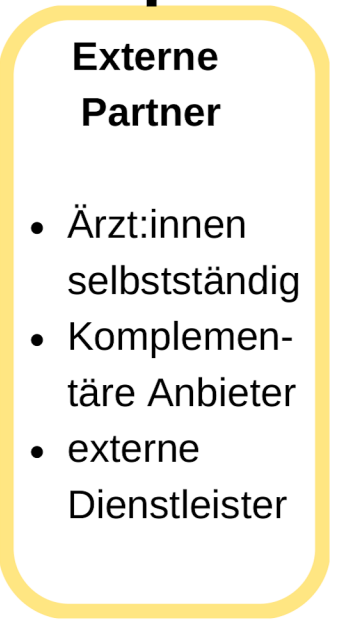 Externe
Partner
• Ärzt:innen
selbstständig
• Komplemen-
täre Anbieter
• externe
Dienstleister